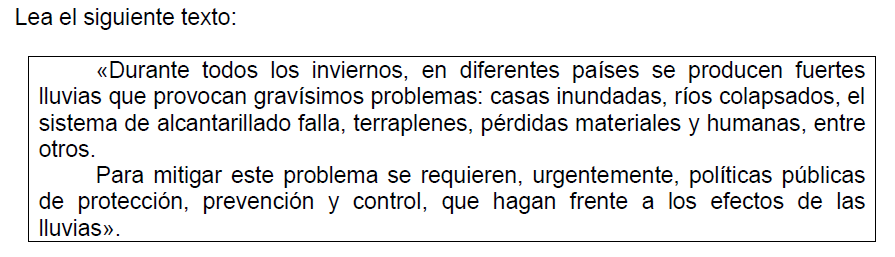 Lea el siguiente texto:
«Durante todos los inviernos, en diferentes países se producen fuertes
lluvias que provocan gravísimos problemas: casas inundadas, ríos colapsados, el
sistema de alcantarillado falla, terraplenes, pérdidas materiales y humanas, entre
otros.
Para mitigar este problema se requieren, urgentemente, políticas públicas
de protección, prevención y control, que hagan frente a los efectos de las
lluvias».